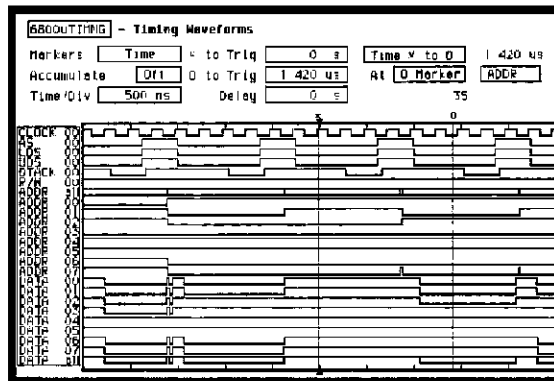 68000TIMNG - Timing Waveforms
Markers Time X to Trig 0 s Time X to O 1.420 us
Accumulate Off O to Trig 1.420 us At O Marker ADDR
Time/Div 500 ns Delay 0 s 35
X O
CLOCK 00
AS 00
LDS 00
UDS 00
DTACK 00
R/W 00
ADDR all
ADDR 00
ADDR 01
ADDR 02
ADDR 03
ADDR 04
ADDR 05
ADDR 06
ADDR 07
DATA 00
DATA 01
DATA 02
DATA 03
DATA 04
DATA 05
DATA 06
DATA 07
DATA all